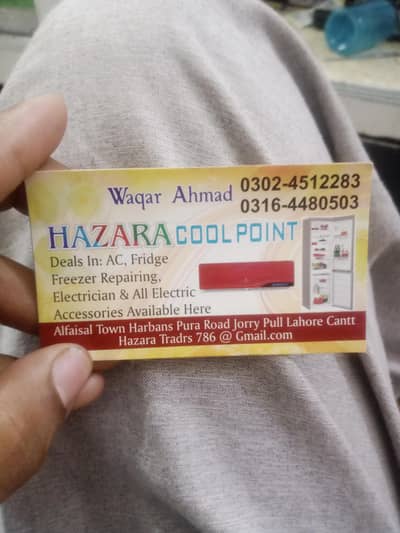 Waqar Ahmad
0302-4512283
0316-4480503
HAZARA COOL POINT
Deals In: AC, Fridge
Freezer Repairing,
Electrician & All Electric
Accessories Available Here
Alfaisal Town Harbans Pura Road Jorry Pull Lahore Cantt
Hazara Tradrs 786 @ Gmail.com